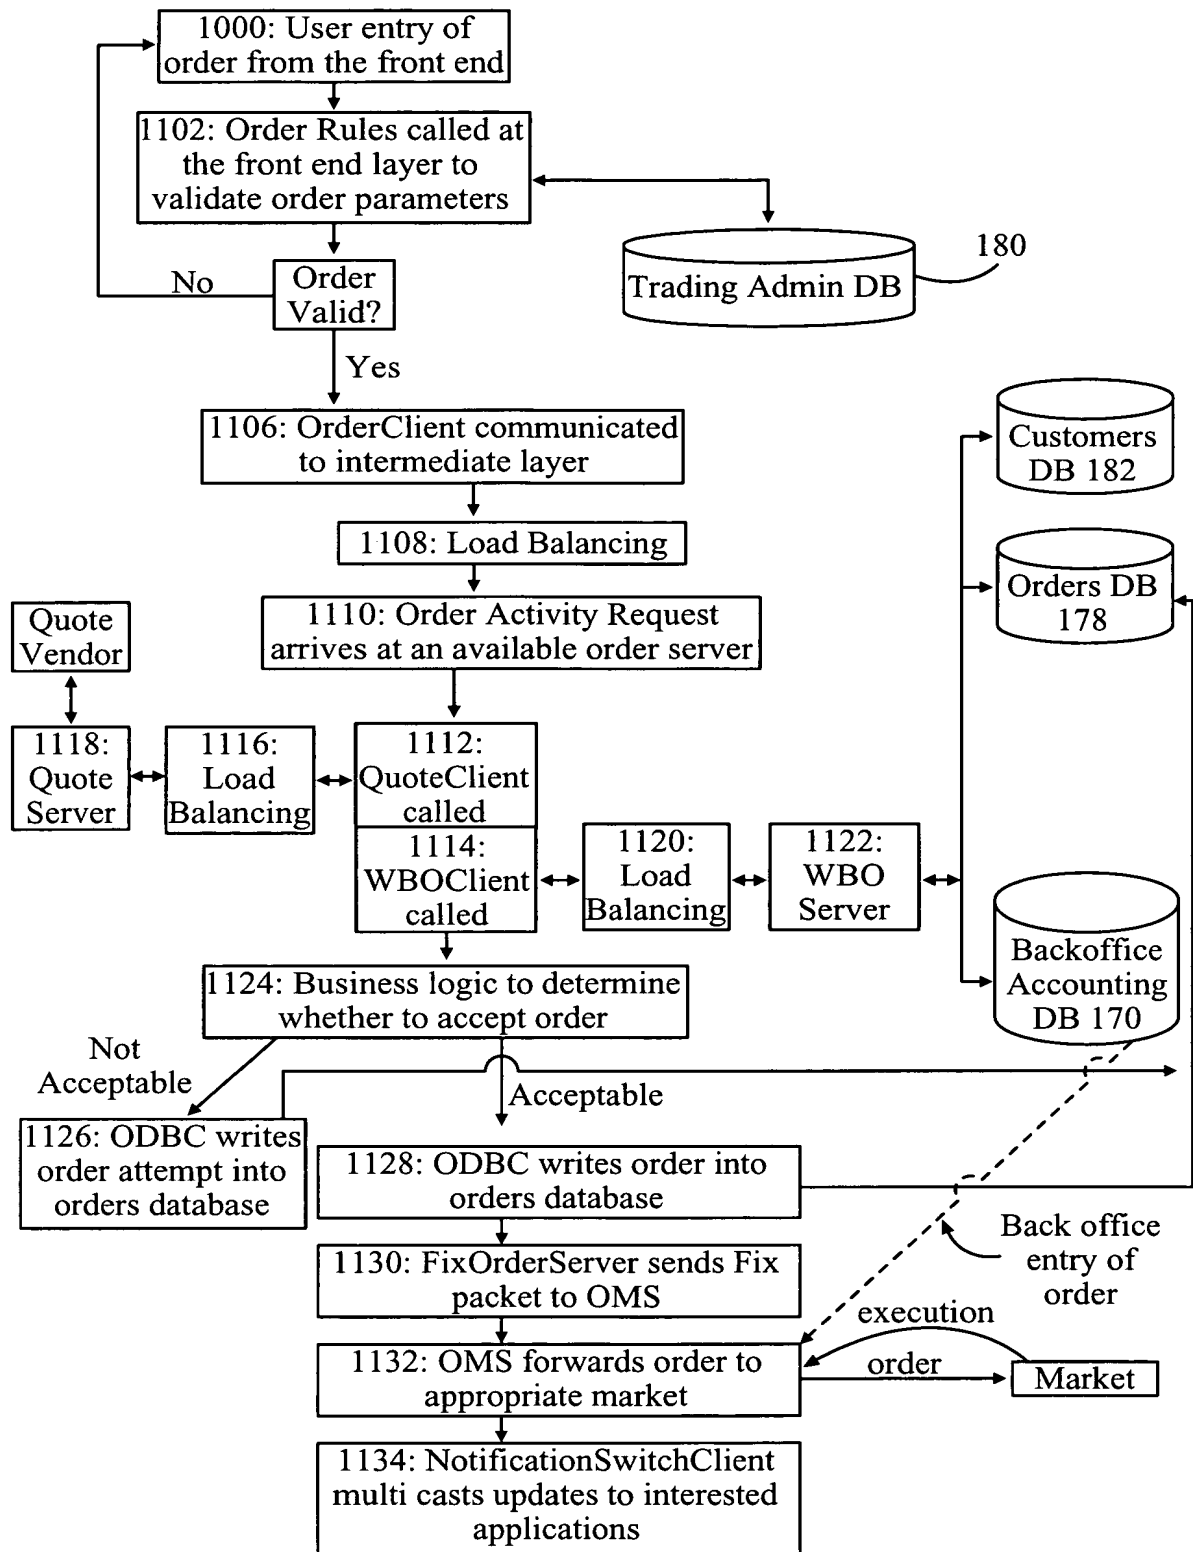 1000: User entry of
order from the front end
1102: Order Rules called at
the front end layer to
validate order parameters
180
Trading Admin DB
No
Order
Valid?
Yes
1106: OrderClient communicated
to intermediate layer
Customers
DB 182
1108: Load Balancing
Orders DB
178
1110: Order Activity Request
arrives at an available order server
Quote
Vendor
1118:
Quote
Server
1116:
Load
Balancing
1112:
QuoteClient
called
1114:
WBOClient
called
1120:
Load
Balancing
1122:
WBO
Server
Backoffice
Accounting
DB 170
1124: Business logic to determine
whether to accept order
Not
Acceptable
Acceptable
1126: ODBC writes
order attempt into
orders database
1128: ODBC writes order into
orders database
Back office
entry of
order
1130: FixOrderServer sends Fix
packet to OMS
execution
1132: OMS forwards order to
appropriate market
order
Market
1134: NotificationSwitchClient
multi casts updates to interested
applications